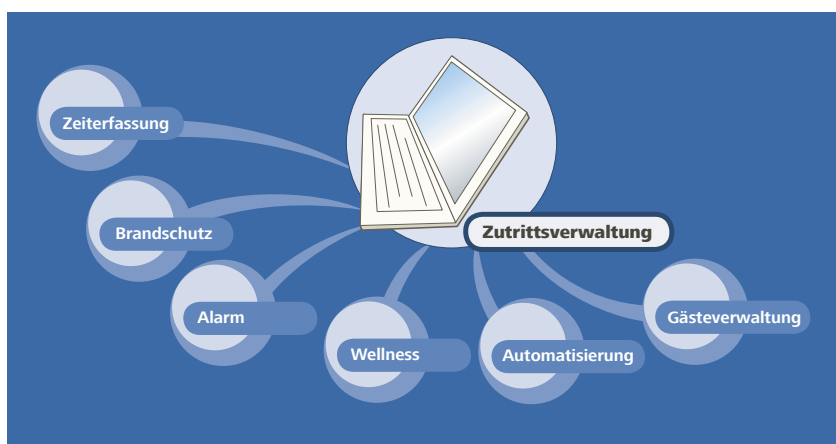 Zeiterfassung
Brandschutz
Zutrittsverwaltung
Alarm
Gästeverwaltung
Wellness
Automatisierung